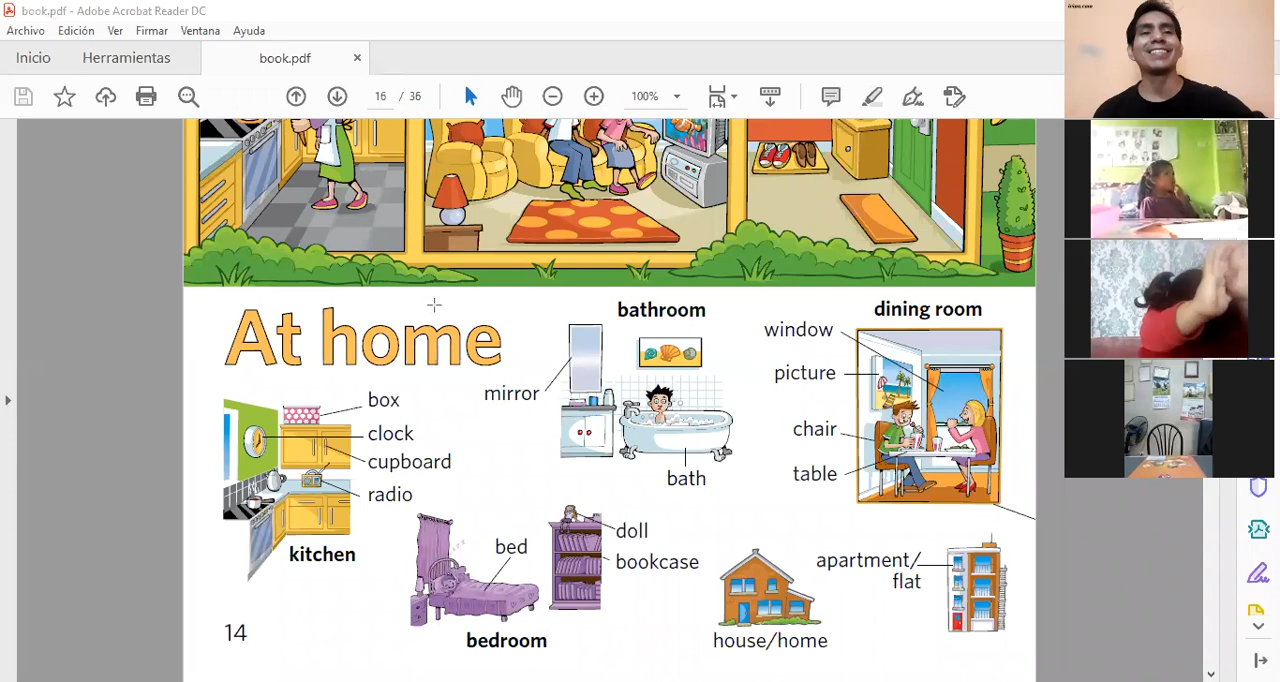 book.pdf - Adobe Acrobat Reader DC
Archivo Edición Ver Firmar Ventana Ayuda
Inicio Herramientas book.pdf ×
16 / 36 100%
At home
bathroom
mirror
bath
dining room
window
picture
chair
table
box
clock
cupboard
radio
kitchen
bed
doll
bookcase
bedroom
house/home
apartment/
flat
14